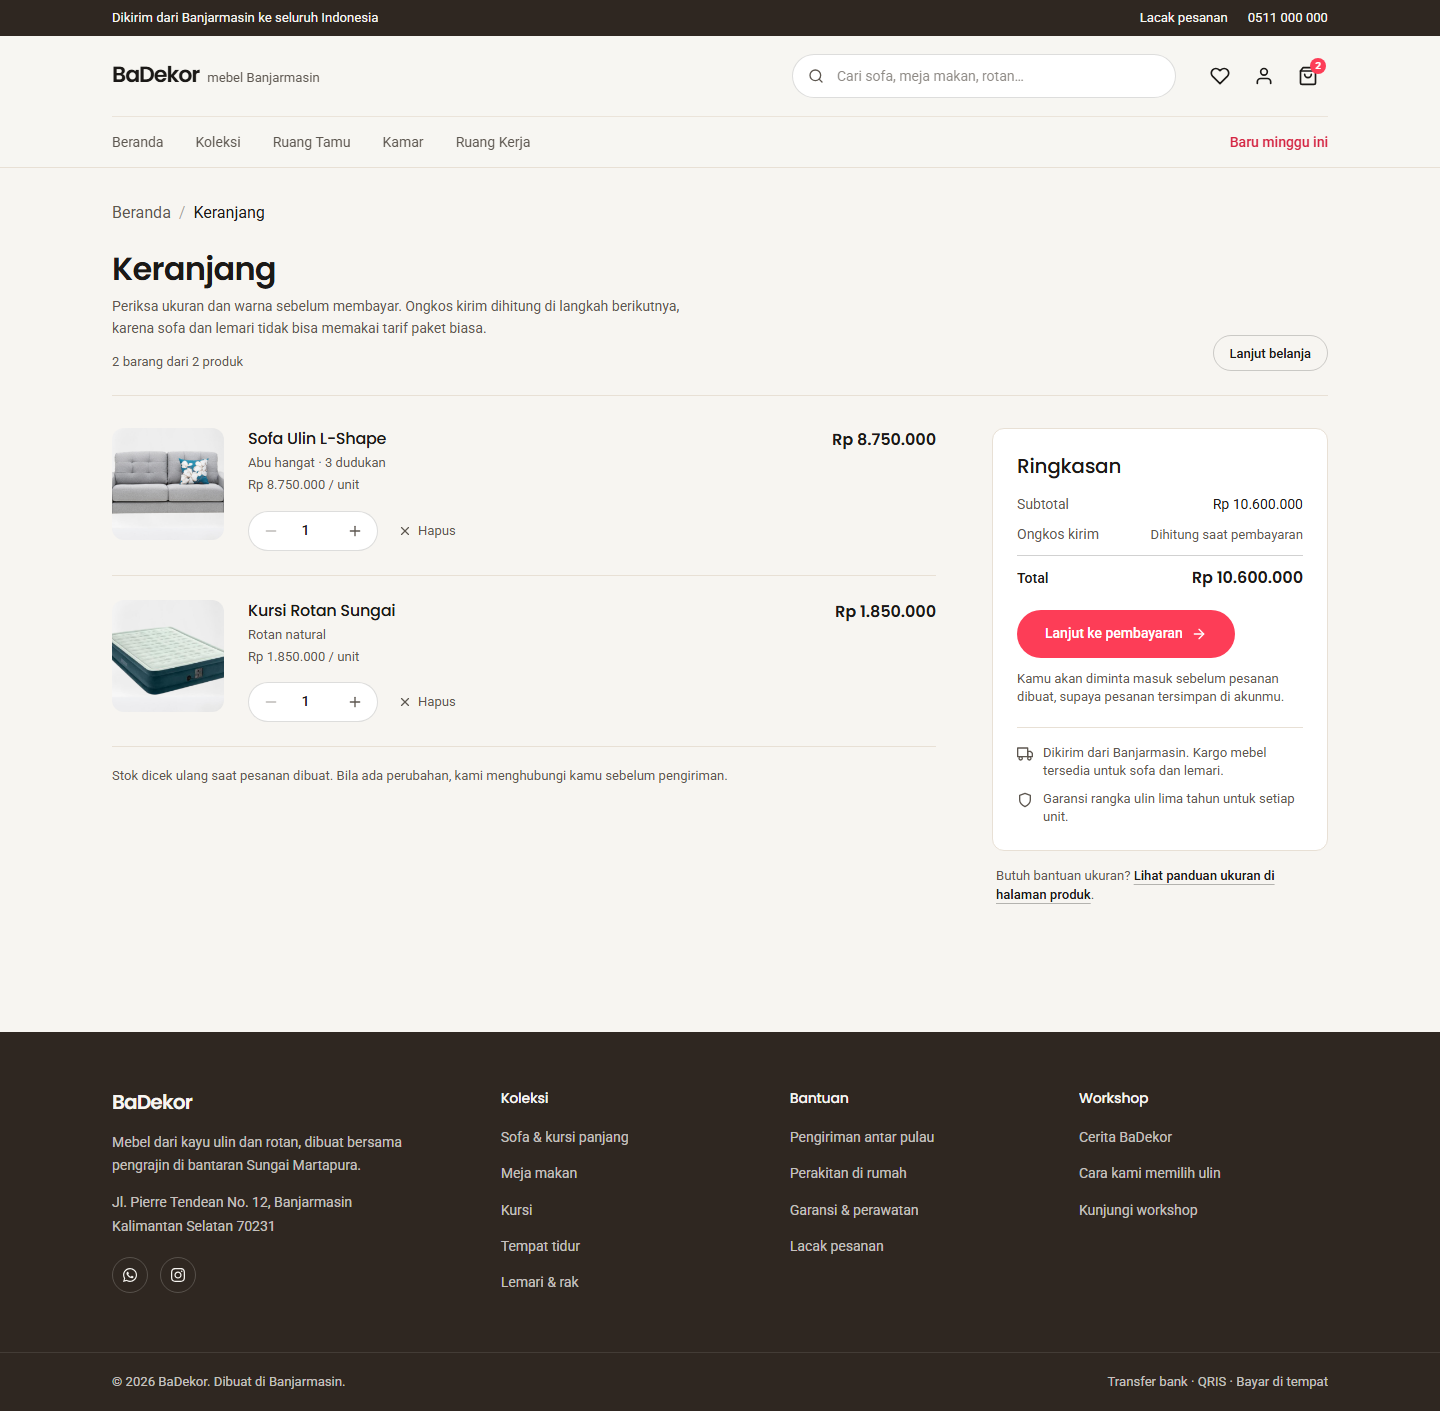 Dikirim dari Banjarmasin ke seluruh Indonesia
Lacak pesanan
0511 000 000
BaDekor mebel Banjarmasin
Cari sofa, meja makan, rotan…
2
Beranda
Koleksi
Ruang Tamu
Kamar
Ruang Kerja
Baru minggu ini
Beranda / Keranjang
Keranjang
Periksa ukuran dan warna sebelum membayar. Ongkos kirim dihitung di langkah berikutnya,
karena sofa dan lemari tidak bisa memakai tarif paket biasa.
2 barang dari 2 produk
Lanjut belanja
Sofa Ulin L-Shape
Rp 8.750.000
Abu hangat · 3 dudukan
Rp 8.750.000 / unit
1
Hapus
Kursi Rotan Sungai
Rp 1.850.000
Rotan natural
Rp 1.850.000 / unit
1
Hapus
Stok dicek ulang saat pesanan dibuat. Bila ada perubahan, kami menghubungi kamu sebelum pengiriman.
Ringkasan
Subtotal
Rp 10.600.000
Ongkos kirim
Dihitung saat pembayaran
Total
Rp 10.600.000
Lanjut ke pembayaran
Kamu akan diminta masuk sebelum pesanan
dibuat, supaya pesanan tersimpan di akunmu.
Dikirim dari Banjarmasin. Kargo mebel
tersedia untuk sofa dan lemari.
Garansi rangka ulin lima tahun untuk setiap
unit.
Butuh bantuan ukuran? Lihat panduan ukuran di
halaman produk.
BaDekor
Mebel dari kayu ulin dan rotan, dibuat bersama
pengrajin di bantaran Sungai Martapura.
Jl. Pierre Tendean No. 12, Banjarmasin
Kalimantan Selatan 70231
Koleksi
Sofa & kursi panjang
Meja makan
Kursi
Tempat tidur
Lemari & rak
Bantuan
Pengiriman antar pulau
Perakitan di rumah
Garansi & perawatan
Lacak pesanan
Workshop
Cerita BaDekor
Cara kami memilih ulin
Kunjungi workshop
© 2026 BaDekor. Dibuat di Banjarmasin.
Transfer bank · QRIS · Bayar di tempat